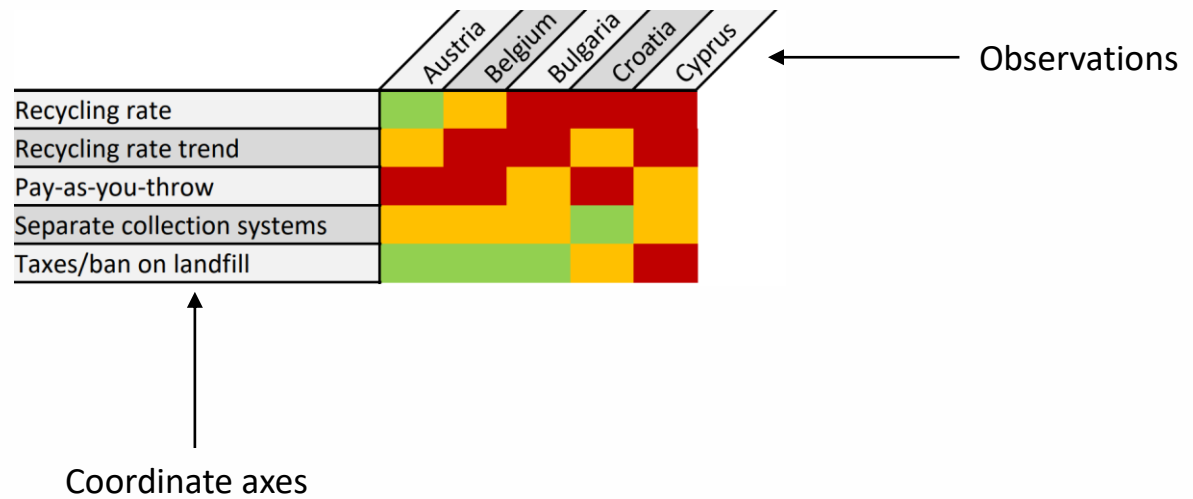 Austria
Belgium
Bulgaria
Croatia
Cyprus
Observations
Recycling rate
Recycling rate trend
Pay-as-you-throw
Separate collection systems
Taxes/ban on landfill
Coordinate axes